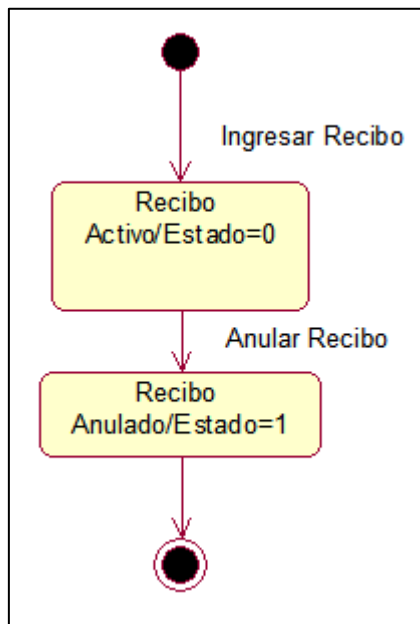 Ingresar Recibo
Recibo
Activo/Estado=0
Anular Recibo
Recibo
Anulado/Estado=1